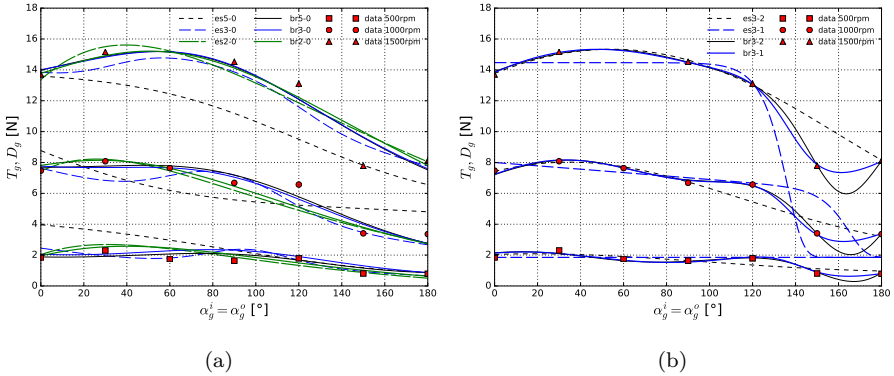 es5-0 br5-0 data 500rpm
es3-0 br3-0 data 1000rpm
es2-0 br2-0 data 1500rpm
18
16
14
12
10
8
6
4
2
0
T_g, D_g [N]
0 20 40 60 80 100 120 140 160 180
α_g^i = α_g^o [°]
(a)
es3-2 data 500rpm
es3-1 data 1000rpm
br3-2 data 1500rpm
br3-1
18
16
14
12
10
8
6
4
2
0
T_g, D_g [N]
0 20 40 60 80 100 120 140 160 180
α_g^i = α_g^o [°]
(b)